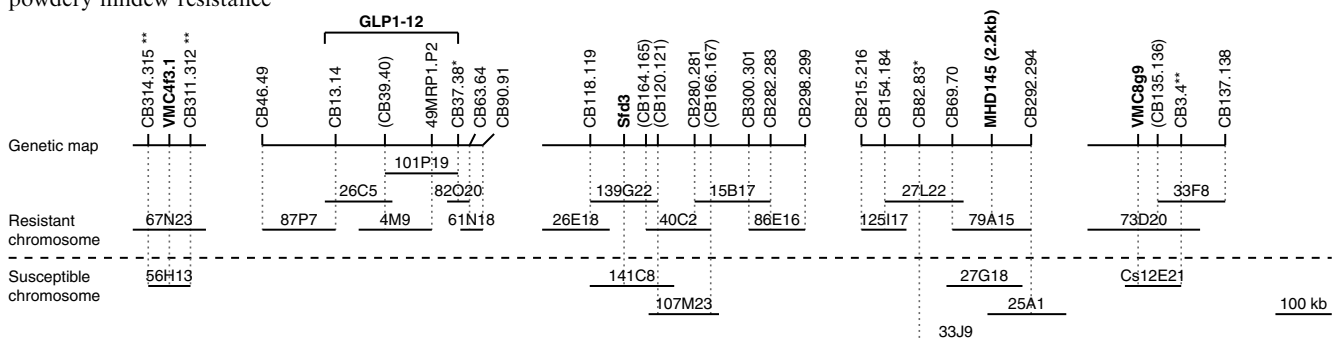 powdery mildew resistance
GLP1-12
CB314.315 **
VMC4f3.1
CB311.312 **
CB46.49
CB13.14
(CB39.40)
49MRP1.P2
CB37.38*
CB63.64
CB90.91
CB118.119
Sfd3
(CB164.165)
(CB120.121)
CB280.281
(CB166.167)
CB300.301
CB282.283
CB298.299
CB215.216
CB154.184
CB82.83*
CB69.70
MHD145 (2.2kb)
CB292.294
VMC8g9
(CB135.136)
CB3.4**
CB137.138
Genetic map
101P19
26C5 82O20 139G22 15B17 27L22 33F8
Resistant
chromosome
67N23 87P7 4M9 61N18 26E18 40C2 86E16 125I17 79A15 73D20
Susceptible
chromosome
56H13 141C8 27G18 Cs12E21
107M23 25A1 100 kb
33J9